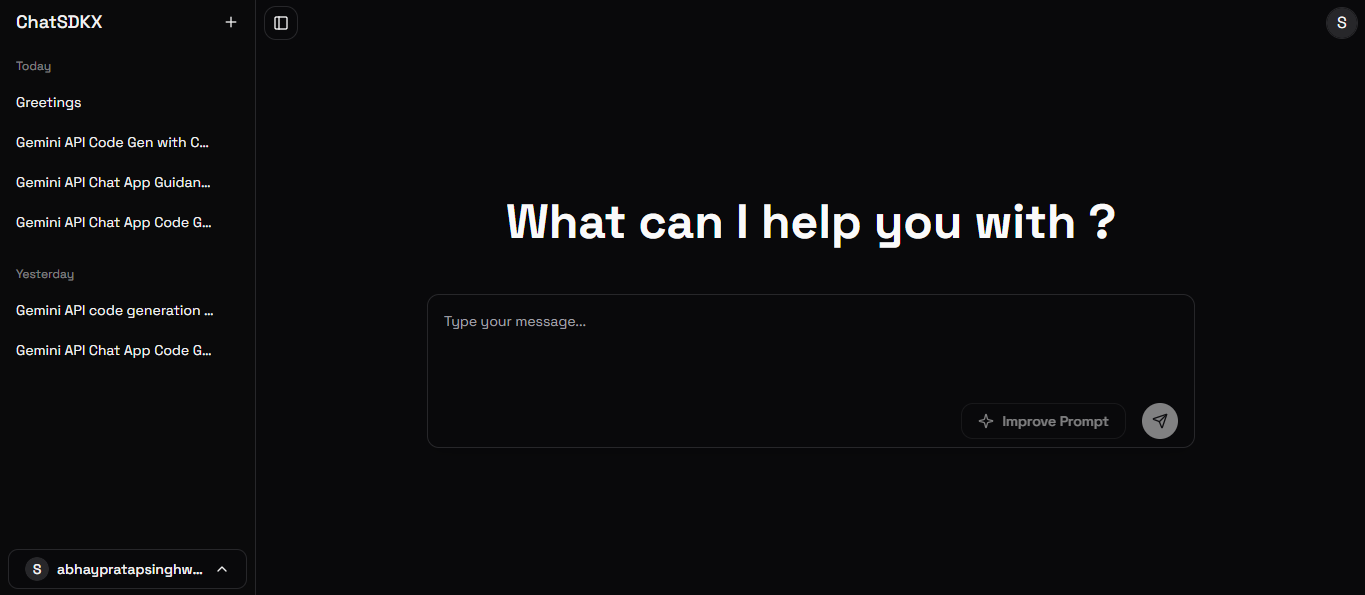 ChatSDKX
Today
Greetings
Gemini API Code Gen with C...
Gemini API Chat App Guidan...
Gemini API Chat App Code G...
Yesterday
Gemini API code generation ...
Gemini API Chat App Code G...
S
abhaypratapsinghw...
S
What can I help you with ?
Type your message...
Improve Prompt